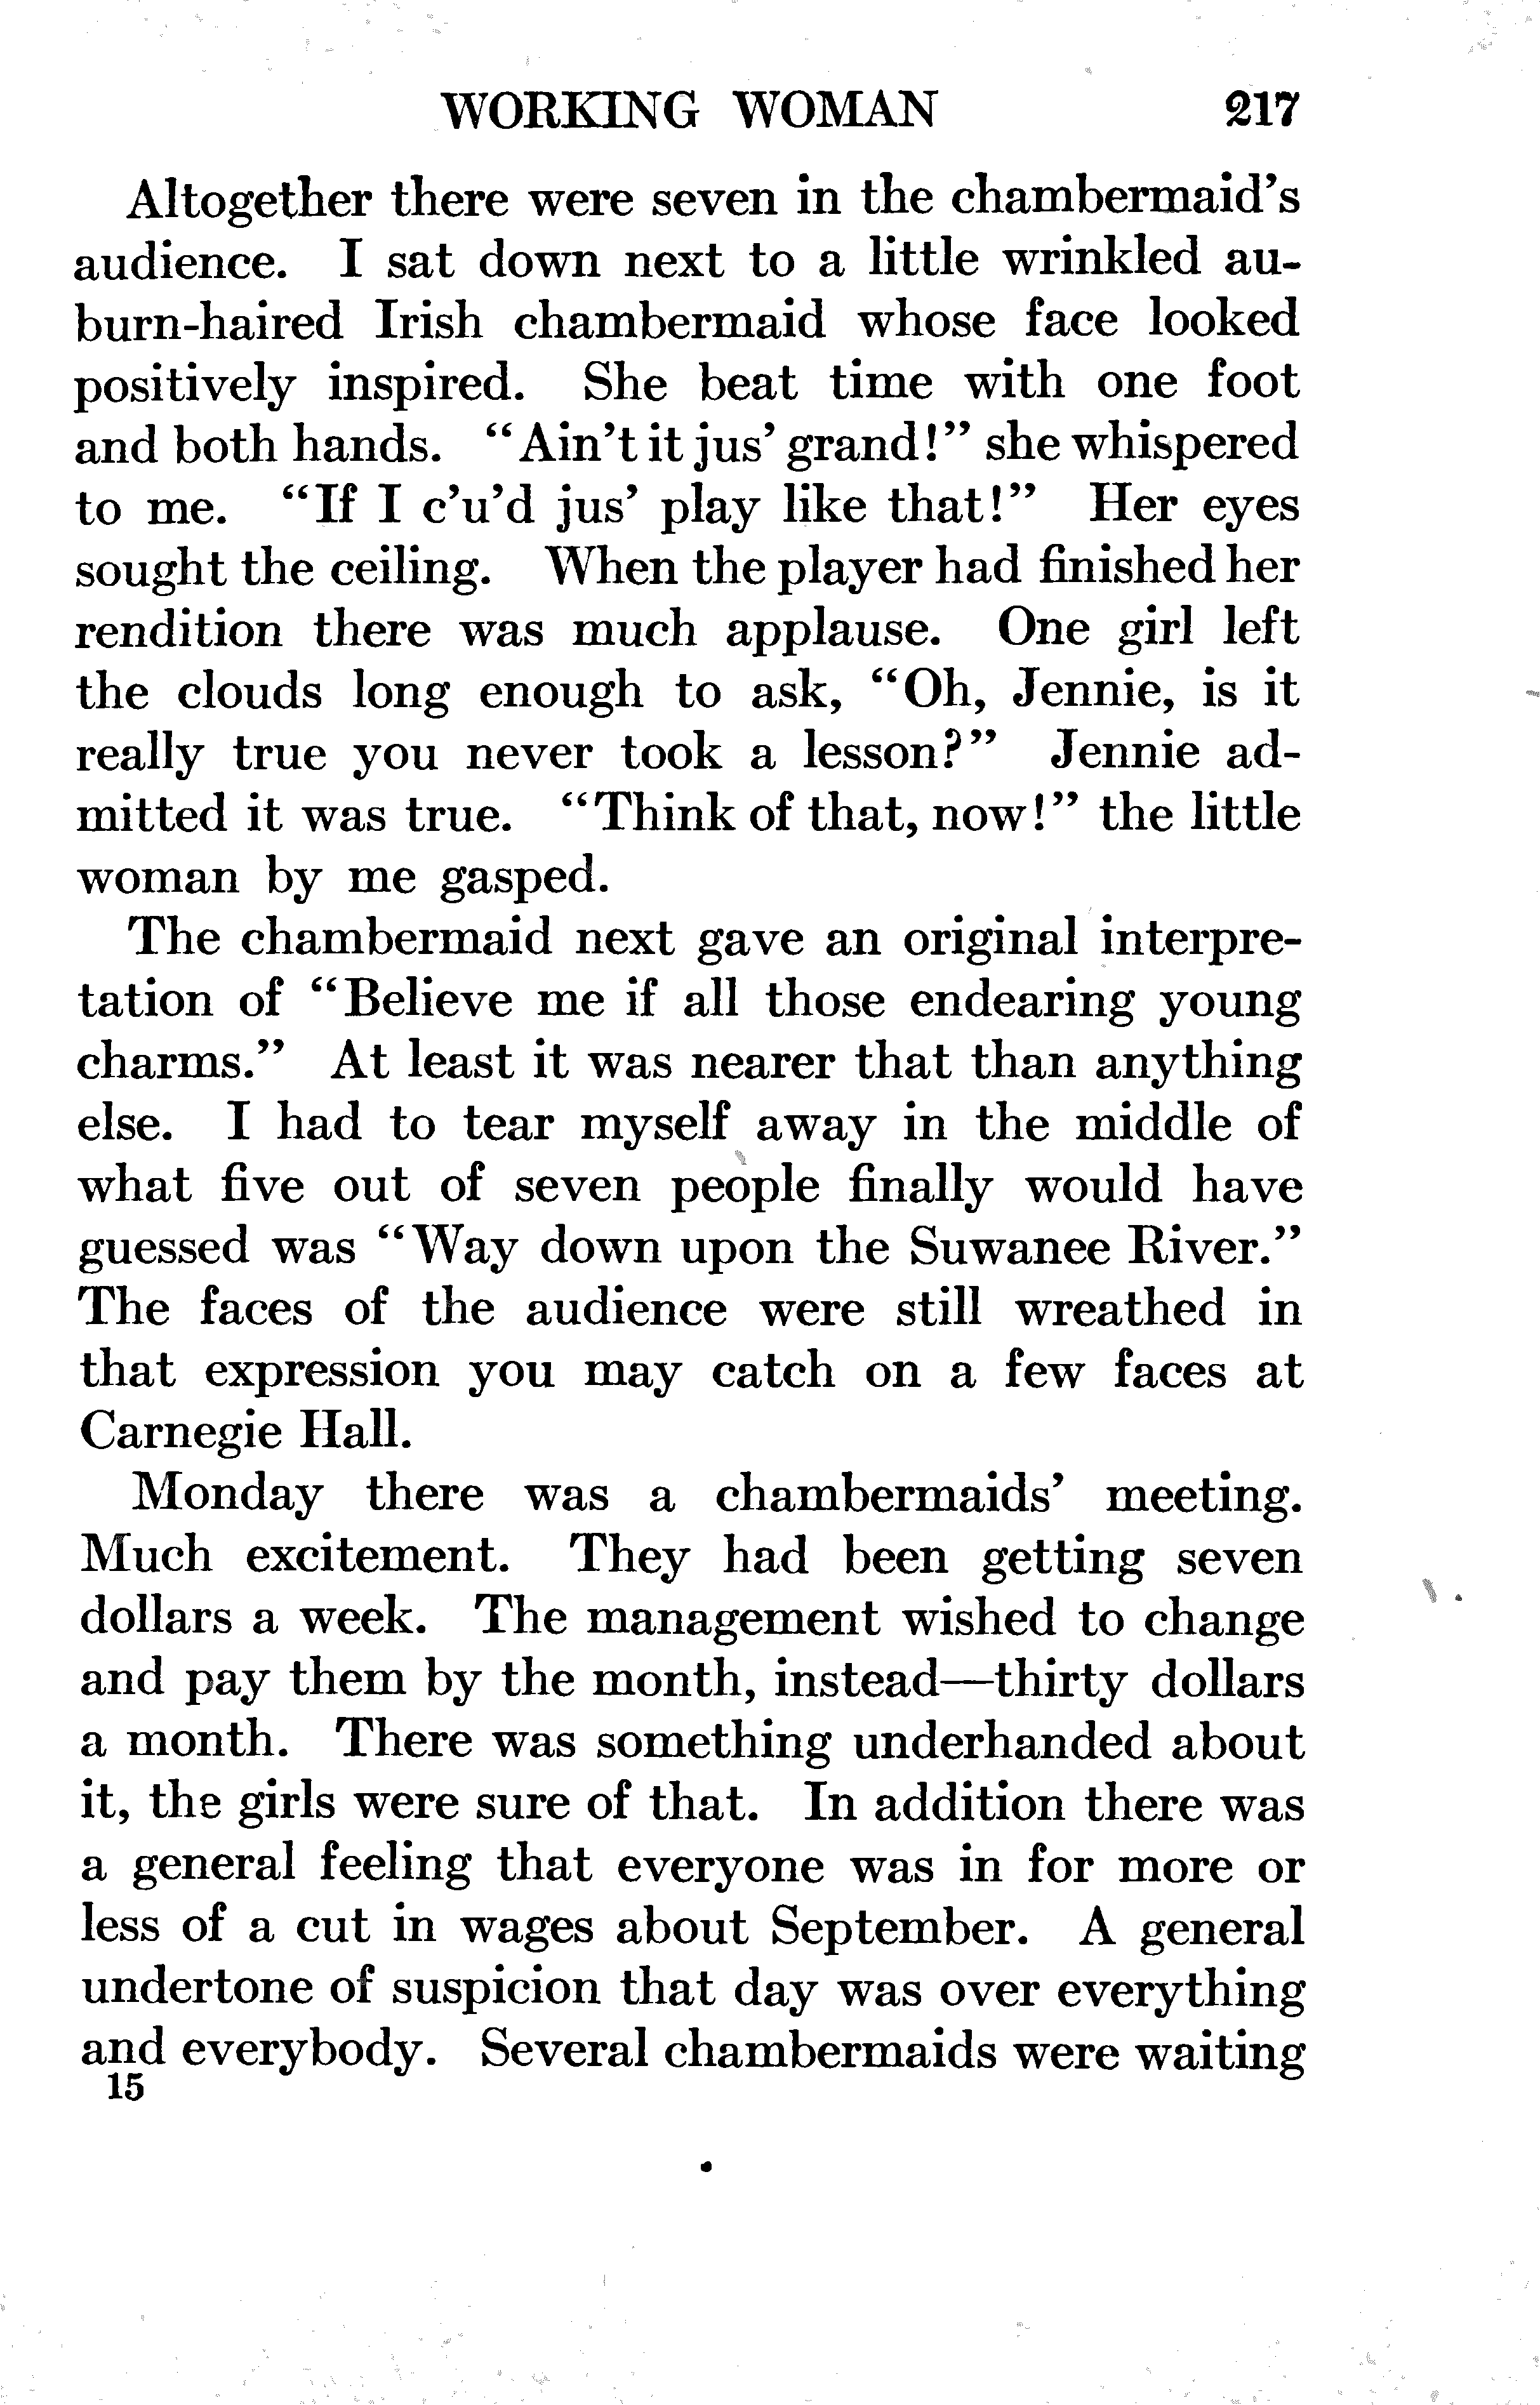 WORKING WOMAN 217
Altogether there were seven in the chambermaid's
audience. I sat down next to a little wrinkled au-
burn-haired Irish chambermaid whose face looked
positively inspired. She beat time with one foot
and both hands. “Ain't it jus' grand!” she whispered
to me. “If I c'u'd jus' play like that!” Her eyes
sought the ceiling. When the player had finished her
rendition there was much applause. One girl left
the clouds long enough to ask, “Oh, Jennie, is it
really true you never took a lesson?” Jennie ad-
mitted it was true. “Think of that, now!” the little
woman by me gasped.
The chambermaid next gave an original interpre-
tation of “Believe me if all those endearing young
charms.” At least it was nearer that than anything
else. I had to tear myself away in the middle of
what five out of seven people finally would have
guessed was “Way down upon the Suwanee River.”
The faces of the audience were still wreathed in
that expression you may catch on a few faces at
Carnegie Hall.
Monday there was a chambermaids' meeting.
Much excitement. They had been getting seven
dollars a week. The management wished to change
and pay them by the month, instead—thirty dollars
a month. There was something underhanded about
it, the girls were sure of that. In addition there was
a general feeling that everyone was in for more or
less of a cut in wages about September. A general
undertone of suspicion that day was over everything
and everybody. Several chambermaids were waiting
15